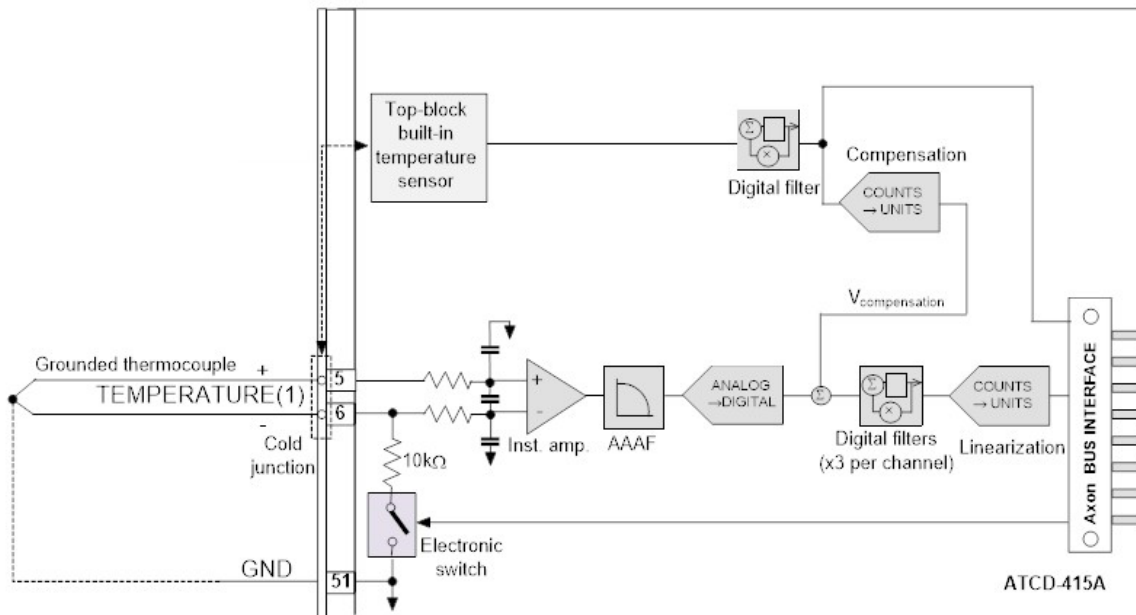 Top-block
built-in
temperature
sensor
Digital filter
Compensation
COUNTS
→UNITS
Vcompensation
Grounded thermocouple
+
TEMPERATURE(1)
-
Cold
junction
5
6
10kΩ
+
-
Inst. amp.
AAAF
ANALOG
→DIGITAL
Σ
Σ
×
Digital filters
(x3 per channel)
Σ
×
COUNTS
→UNITS
Linearization
Axon BUS INTERFACE
Electronic
switch
GND
51
ATCD-415A